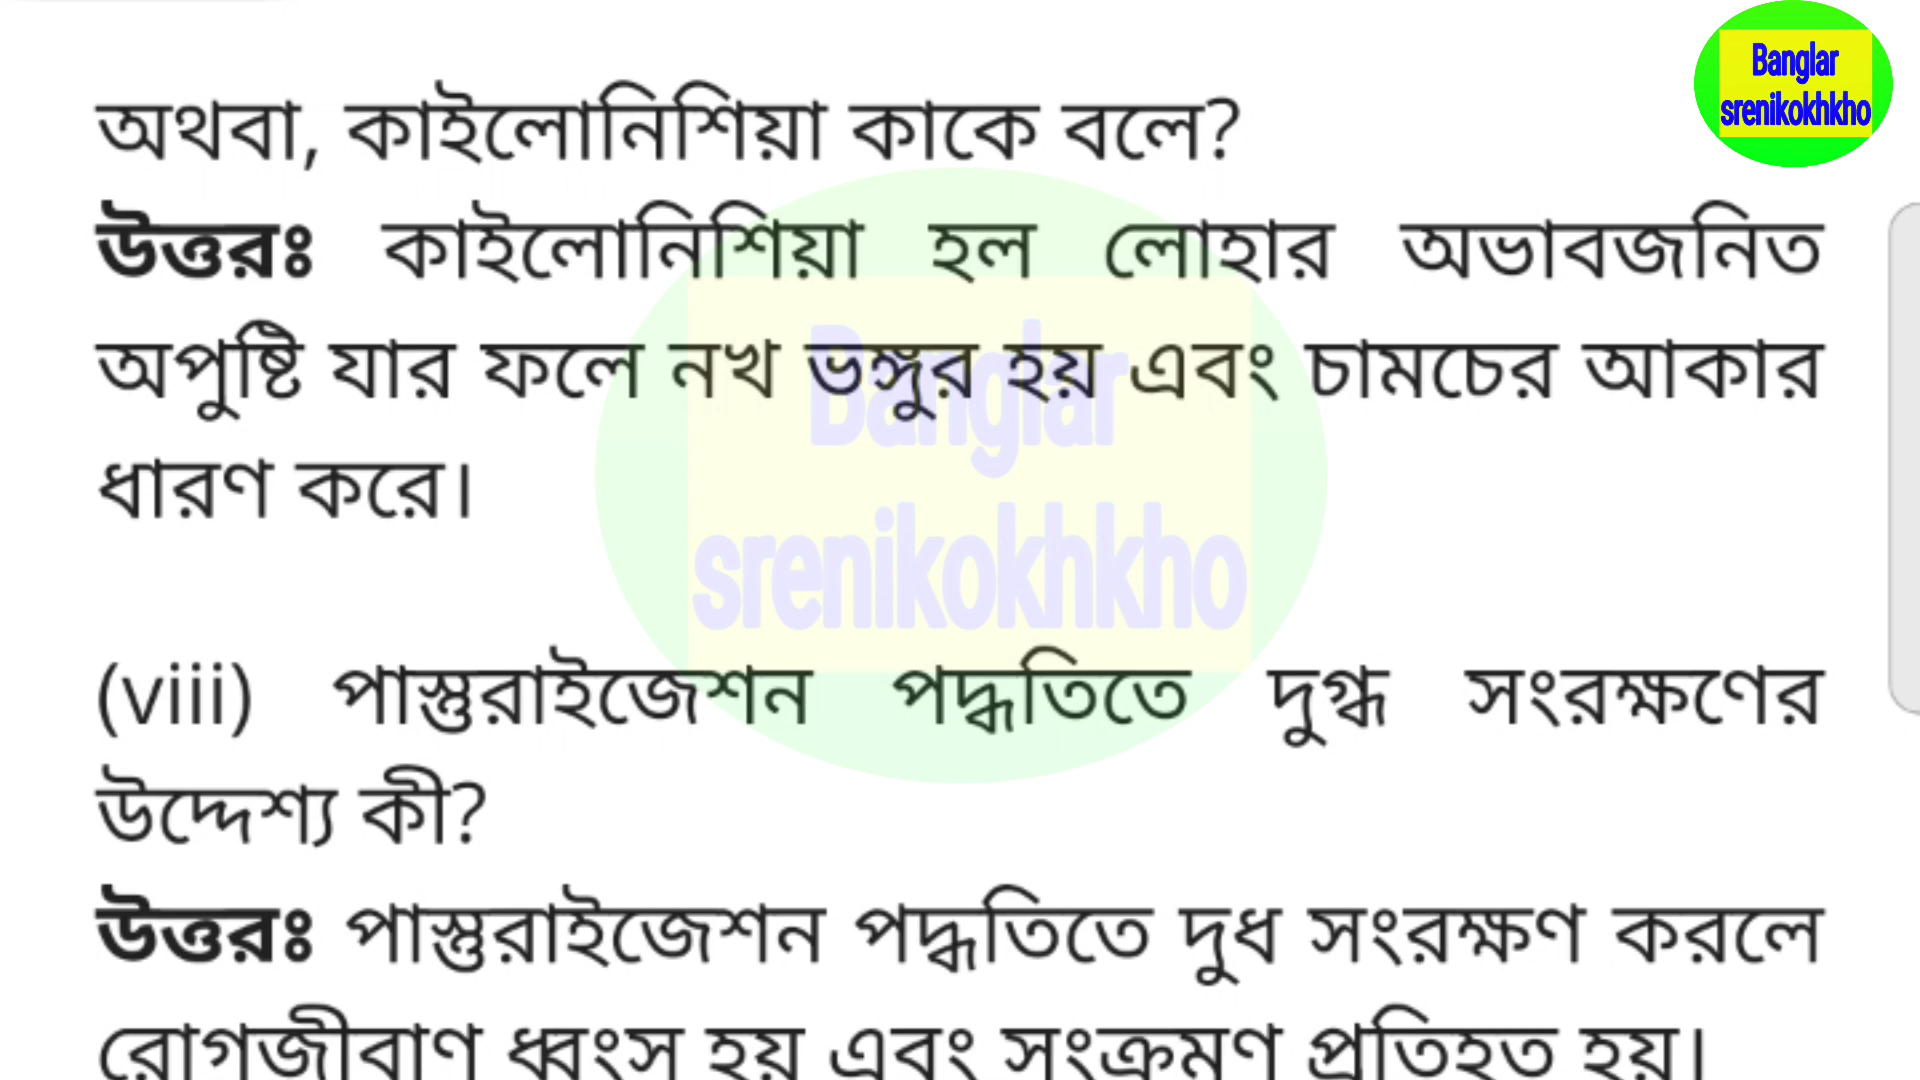 Banglar
srenikokhkho
অথবা, কাইলোনিশিয়া কাকে বলে?
উত্তরঃ কাইলোনিশিয়া হল লোহার অভাবজনিত
অপুষ্টি যার ফলে নখ ভঙ্গুর হয় এবং চামচের আকার
ধারণ করে।
Banglar
srenikokhkho
(viii) পাস্তুরাইজেশন পদ্ধতিতে দুগ্ধ সংরক্ষণের
উদ্দেশ্য কী?
উত্তরঃ পাস্তুরাইজেশন পদ্ধতিতে দুধ সংরক্ষণ করলে
রোগজীবাণ ধ্বংস হয় এবং সংক্রমণ প্রতিহত হয়।